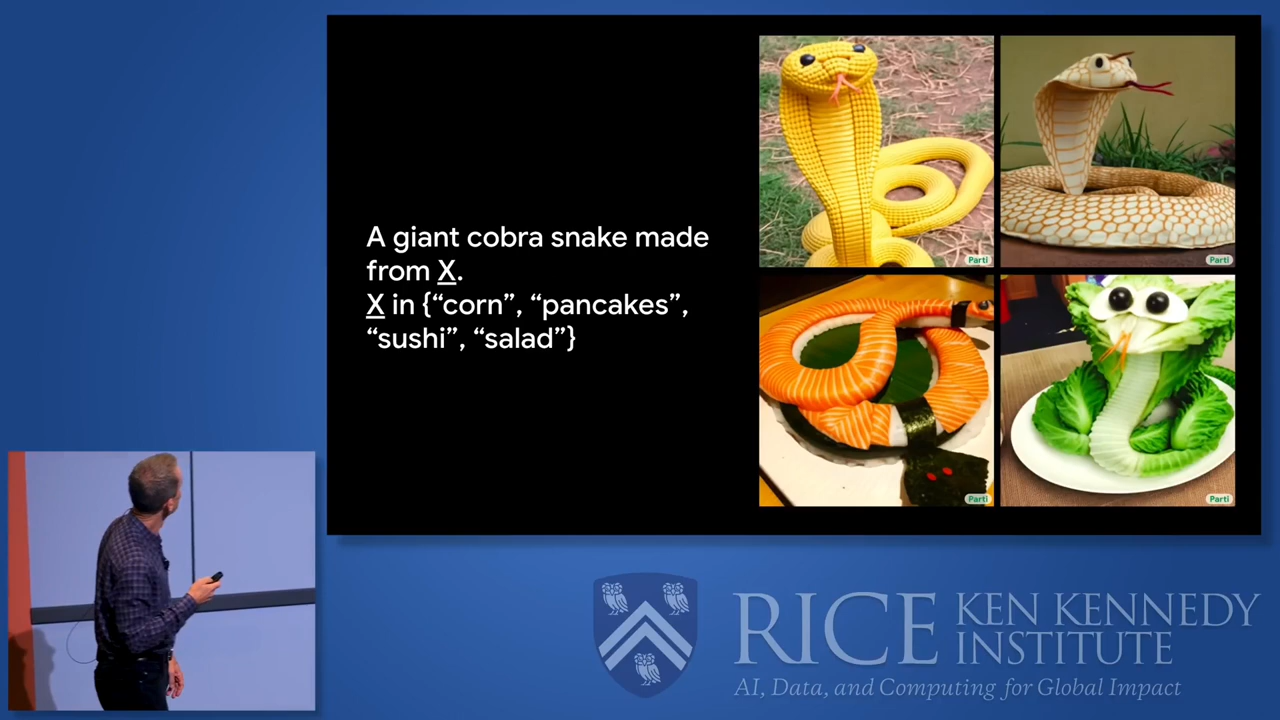 A giant cobra snake made
from X.
X in {“corn”, “pancakes”,
“sushi”, “salad”}
Parti
Parti
Parti
Parti
RICE
KEN KENNEDY
INSTITUTE
AI, Data, and Computing for Global Impact